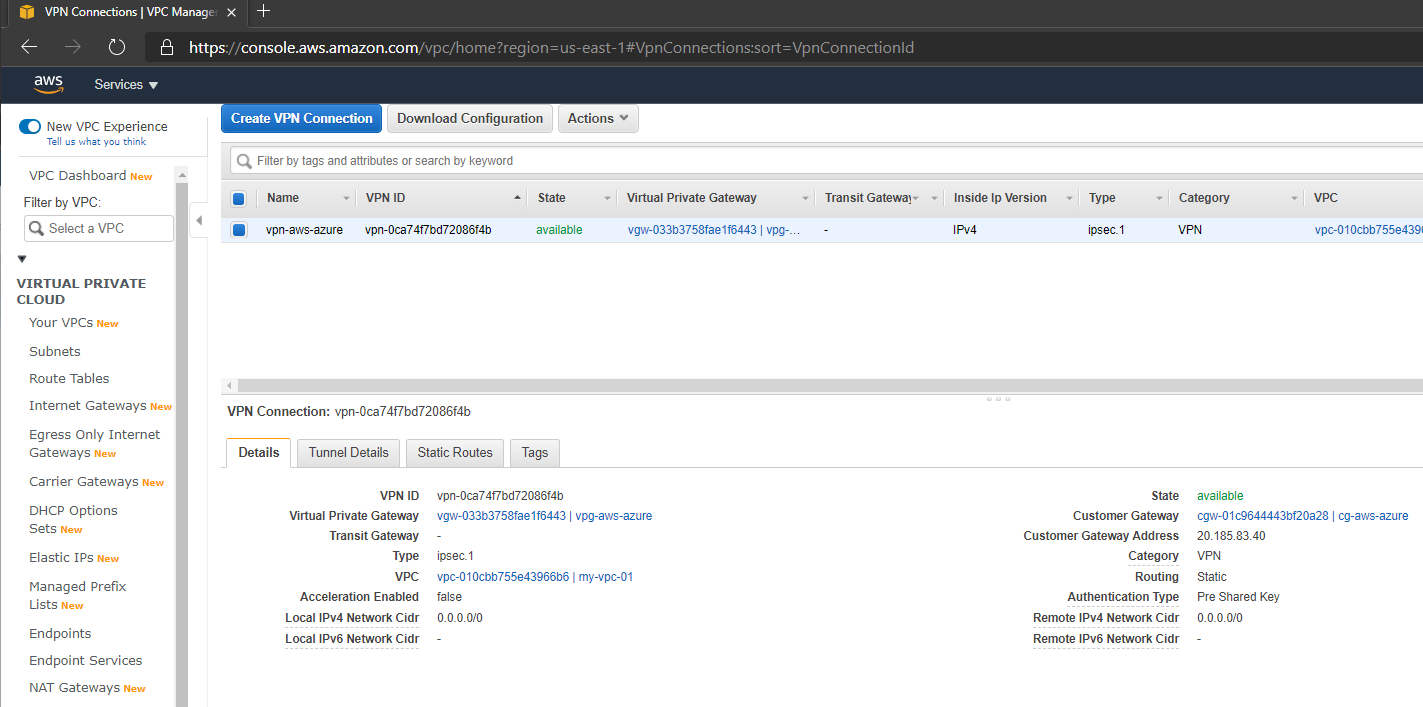 VPN Connections | VPC Manage
https://console.aws.amazon.com/vpc/home?region=us-east-1#VpnConnections:sort=VpnConnectionId
aws Services
New VPC Experience
Tell us what you think
VPC Dashboard New
Filter by VPC:
Select a VPC
VIRTUAL PRIVATE
CLOUD
Your VPCs New
Subnets
Route Tables
Internet Gateways New
Egress Only Internet
Gateways New
Carrier Gateways New
DHCP Options
Sets New
Elastic IPs New
Managed Prefix
Lists New
Endpoints
Endpoint Services
NAT Gateways New
Create VPN Connection Download Configuration Actions
Filter by tags and attributes or search by keyword
Name VPN ID State Virtual Private Gateway Transit Gateway Inside Ip Version Type Category VPC
vpn-aws-azure vpn-0ca74f7bd72086f4b available vgw-033b3758fae1f6443 | vpg-... - IPv4 ipsec.1 VPN vpc-010cbb755e4396
VPN Connection: vpn-0ca74f7bd72086f4b
Details Tunnel Details Static Routes Tags
VPN ID vpn-0ca74f7bd72086f4b State available
Virtual Private Gateway vgw-033b3758fae1f6443 | vpg-aws-azure Customer Gateway cgw-01c9644443bf20a28 | cg-aws-azure
Transit Gateway - Customer Gateway Address 20.185.83.40
Type ipsec.1 Category VPN
VPC vpc-010cbb755e43966b6 | my-vpc-01 Routing Static
Acceleration Enabled false Authentication Type Pre Shared Key
Local IPv4 Network Cidr 0.0.0.0/0 Remote IPv4 Network Cidr 0.0.0.0/0
Local IPv6 Network Cidr - Remote IPv6 Network Cidr -